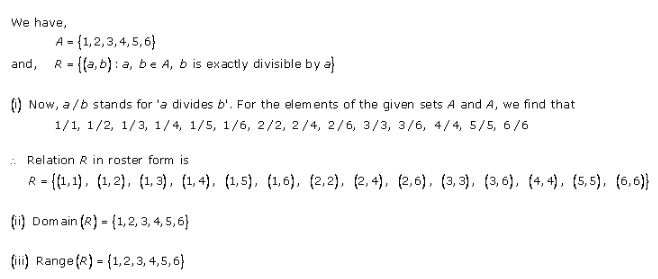 We have,
A = {1,2,3,4,5,6}
and, R = {(a,b) : a, b ϵ A, b is exactly divisible by a}
(i) Now, a/b stands for 'a divides b'. For the elements of the given sets A and A, we find that
1/1, 1/2, 1/3, 1/4, 1/5, 1/6, 2/2, 2/4, 2/6, 3/3, 3/6, 4/4, 5/5, 6/6
∴ Relation R in roster form is
R = {(1,1), (1,2), (1,3), (1,4), (1,5), (1,6), (2,2), (2,4), (2,6), (3,3), (3,6), (4,4), (5,5), (6,6)}
(ii) Domain(R) = {1,2,3,4,5,6}
(iii) Range(R) = {1,2,3,4,5,6}